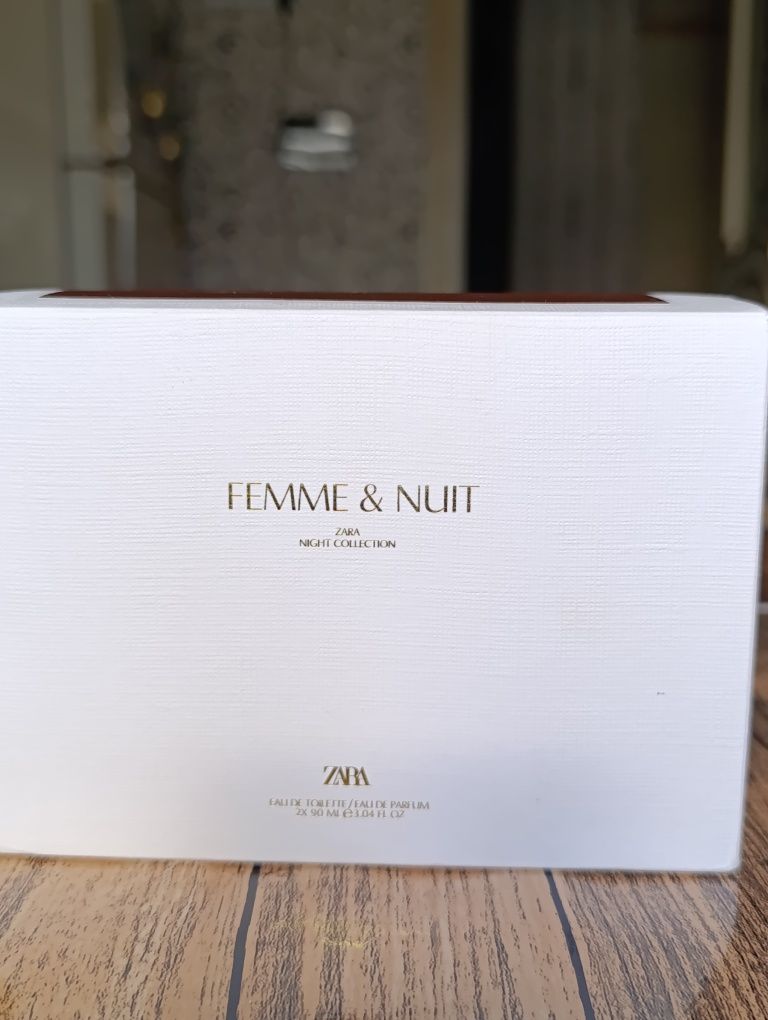 FEMME & NUIT
ZARA
NIGHT COLLECTION
ZARA
EAU DE TOILETTE / EAU DE PARFUM
2X 90 ML e 3.04 FL OZ